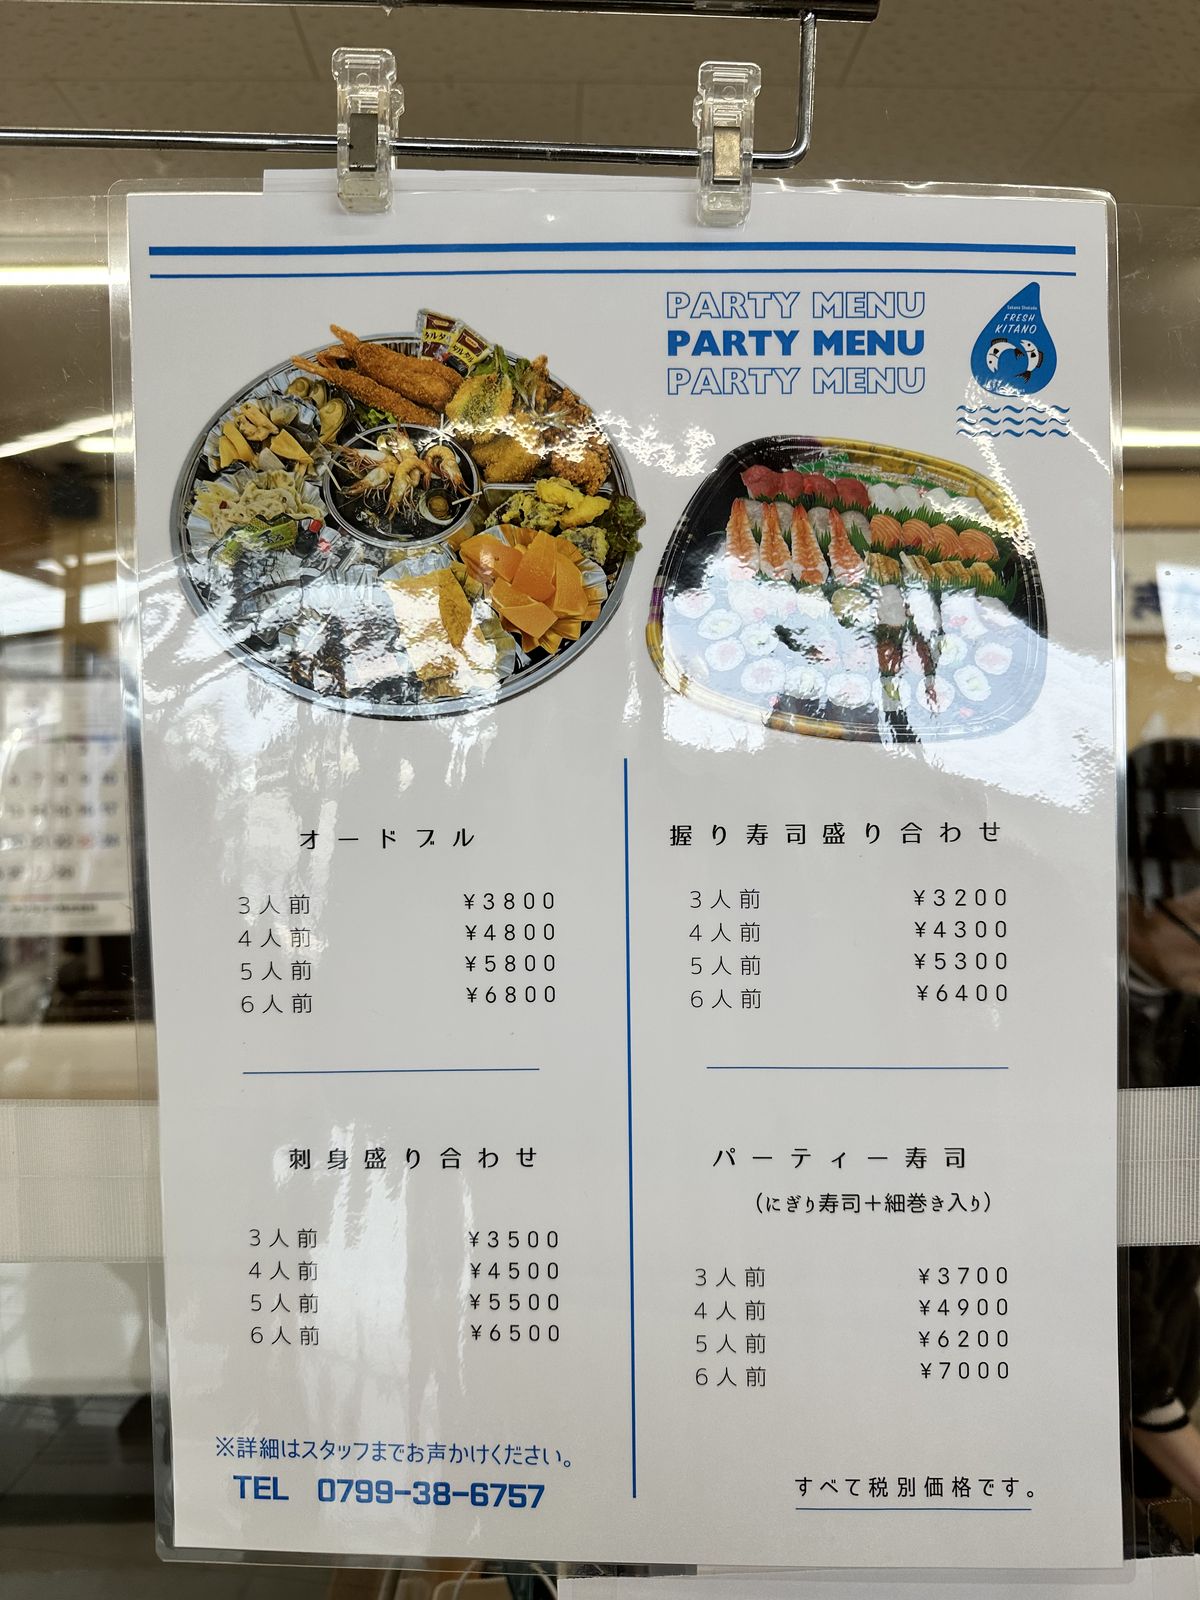 PARTY MENU
PARTY MENU
PARTY MENU
FRESH
KITANO
オードブル
3人前 ¥3800
4人前 ¥4800
5人前 ¥5800
6人前 ¥6800
握り寿司盛り合わせ
3人前 ¥3200
4人前 ¥4300
5人前 ¥5300
6人前 ¥6400
刺身盛り合わせ
3人前 ¥3500
4人前 ¥4500
5人前 ¥5500
6人前 ¥6500
パーティー寿司
(にぎり寿司＋細巻き入り)
3人前 ¥3700
4人前 ¥4900
5人前 ¥6200
6人前 ¥7000
※詳細はスタッフまでお声かけください。
TEL 0799-38-6757
すべて税別価格です。